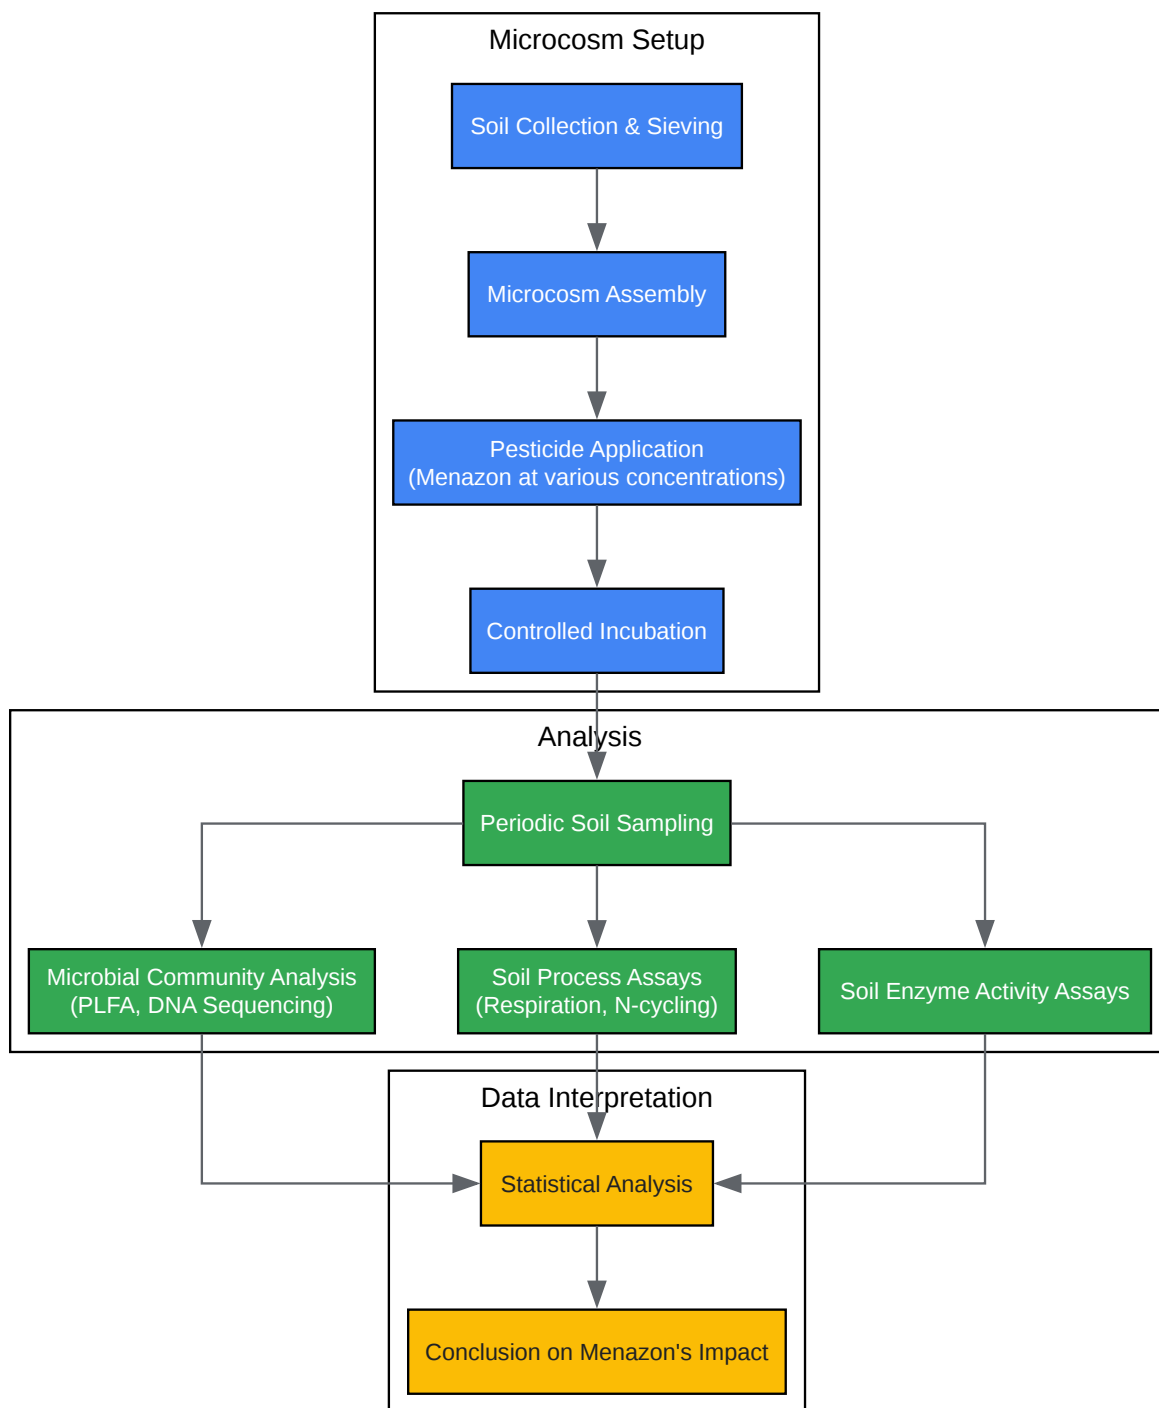 Microcosm Setup
Soil Collection & Sieving
Microcosm Assembly
Pesticide Application
(Menazon at various concentrations)
Controlled Incubation
Analysis
Periodic Soil Sampling
Microbial Community Analysis
(PLFA, DNA Sequencing)
Soil Process Assays
(Respiration, N-cycling)
Soil Enzyme Activity Assays
Data Interpretation
Statistical Analysis
Conclusion on Menazon's Impact